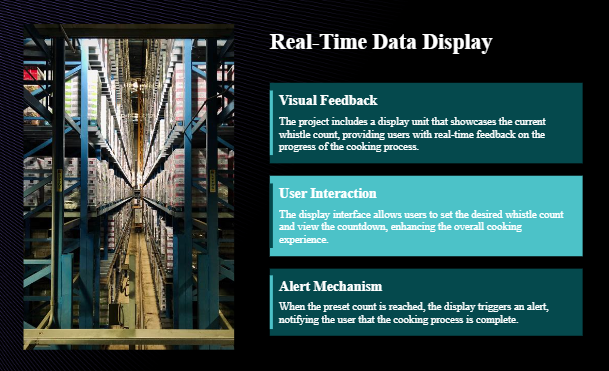 Real-Time Data Display
Visual Feedback
The project includes a display unit that showcases the current
whistle count, providing users with real-time feedback on the
progress of the cooking process.
User Interaction
The display interface allows users to set the desired whistle count
and view the countdown, enhancing the overall cooking
experience.
Alert Mechanism
When the preset count is reached, the display triggers an alert,
notifying the user that the cooking process is complete.